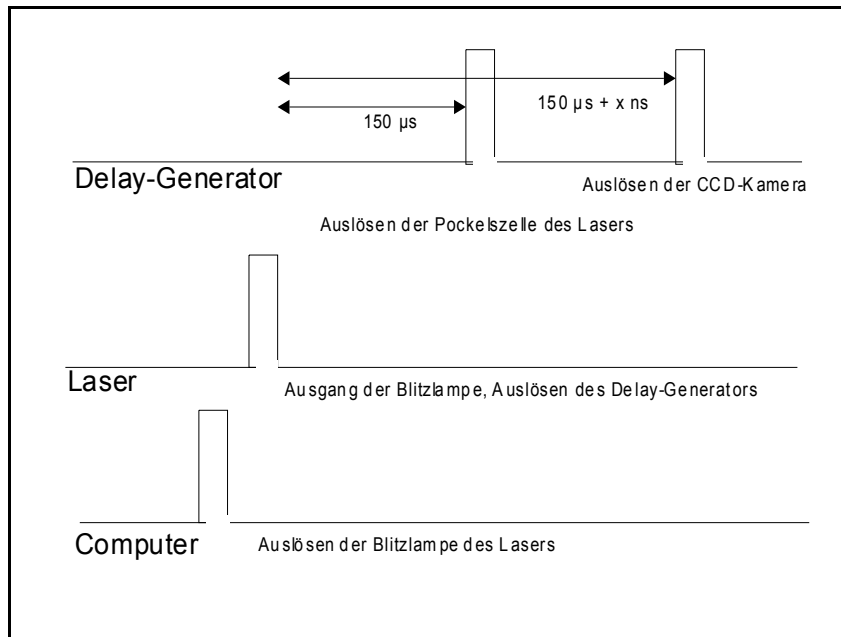 150 µs + x ns
150 µs
Delay-Generator
Auslösen der CCD-Kamera
Auslösen der Pockelszelle des Lasers
Laser
Ausgang der Blitzlampe, Auslösen des Delay-Generators
Computer
Auslösen der Blitzlampe des Lasers